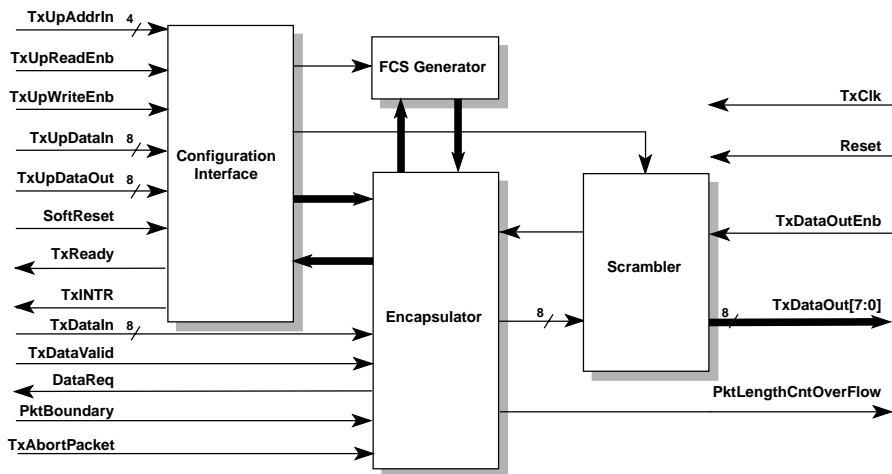 TxUpAddrIn 4
TxUpReadEnb
TxUpWriteEnb
TxUpDataIn 8
TxUpDataOut 8
SoftReset
TxReady
TxINTR
TxDataIn 8
TxDataValid
DataReq
PktBoundary
TxAbortPacket
Configuration
Interface
FCS Generator
Encapsulator
8
Scrambler
TxClk
Reset
TxDataOutEnb
8 TxDataOut[7:0]
PktLengthCntOverFlow